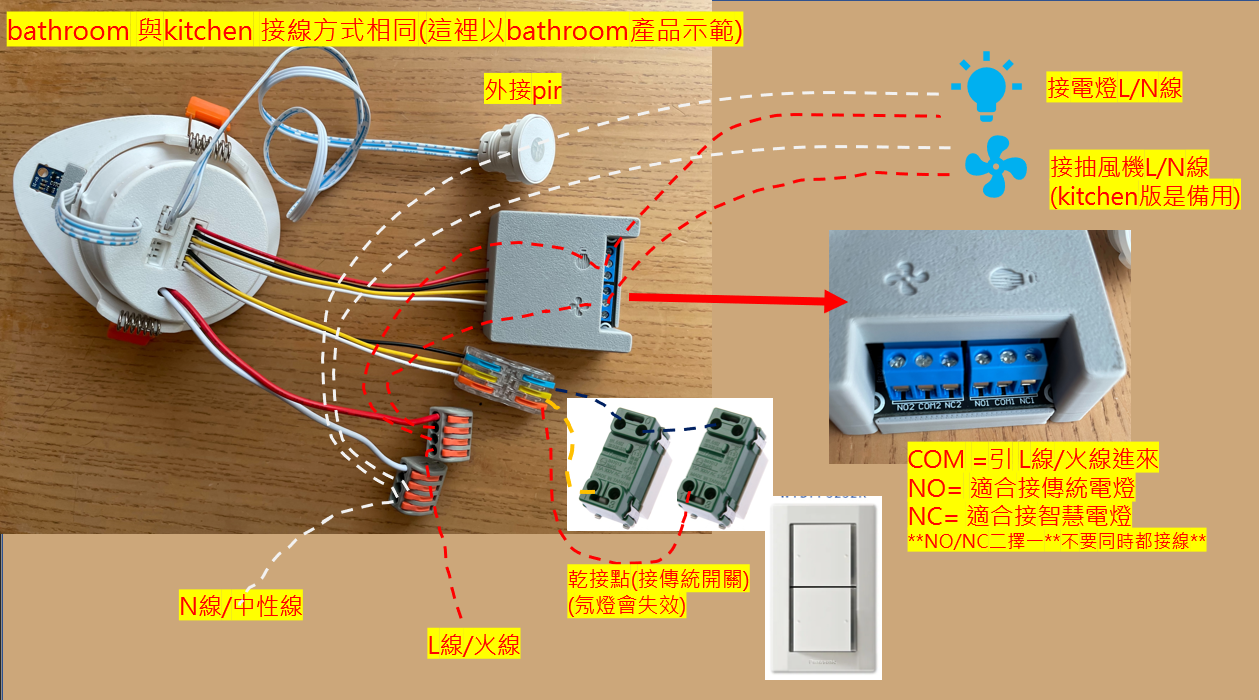 bathroom 與kitchen 接線方式相同(這裡以bathroom產品示範)
外接pir
接電燈L/N線
接抽風機L/N線
(kitchen版是備用)
NO2 COM2 NC2 NO1 COM1 NC1
COM =引 L線/火線進來
NO= 適合接傳統電燈
NC= 適合接智慧電燈
**NO/NC二擇一**不要同時都接線**
乾接點(接傳統開關)
(氖燈會失效)
N線/中性線
L線/火線